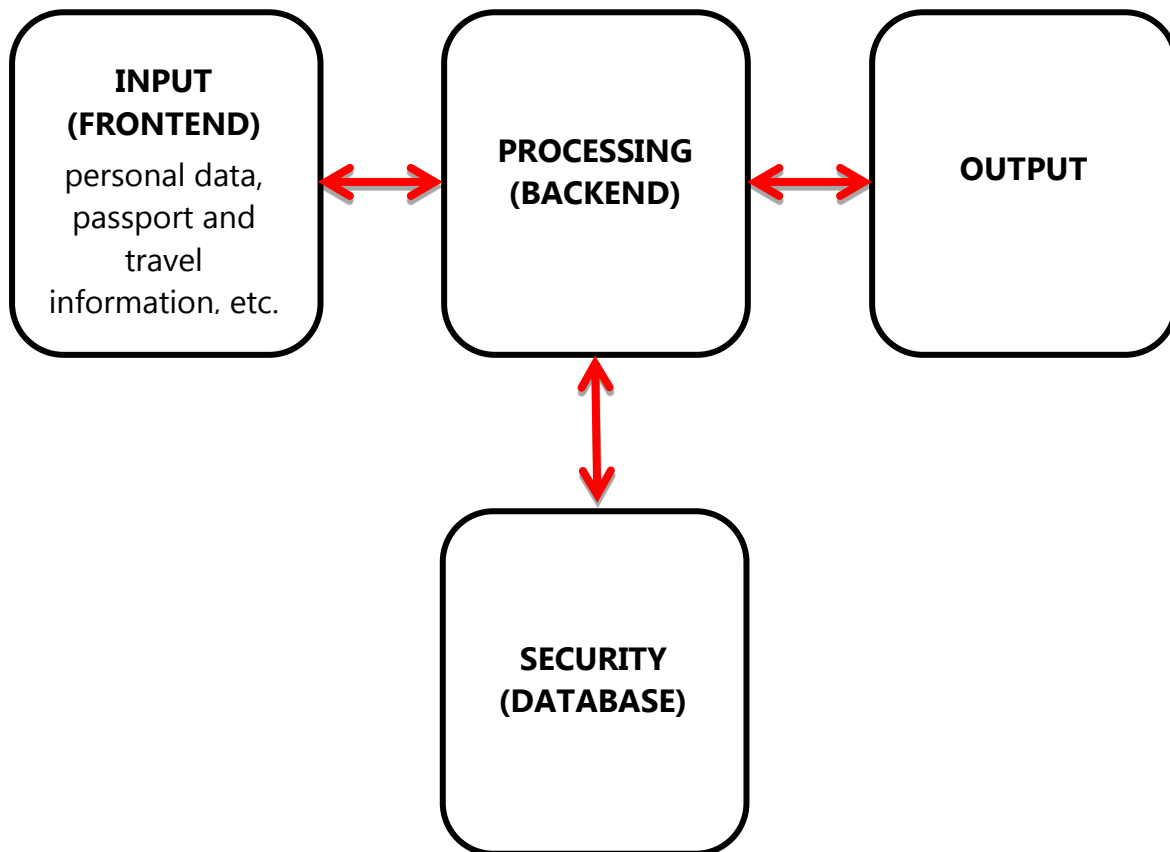 INPUT
(FRONTEND)
personal data,
passport and
travel
information, etc.
PROCESSING
(BACKEND)
OUTPUT
SECURITY
(DATABASE)